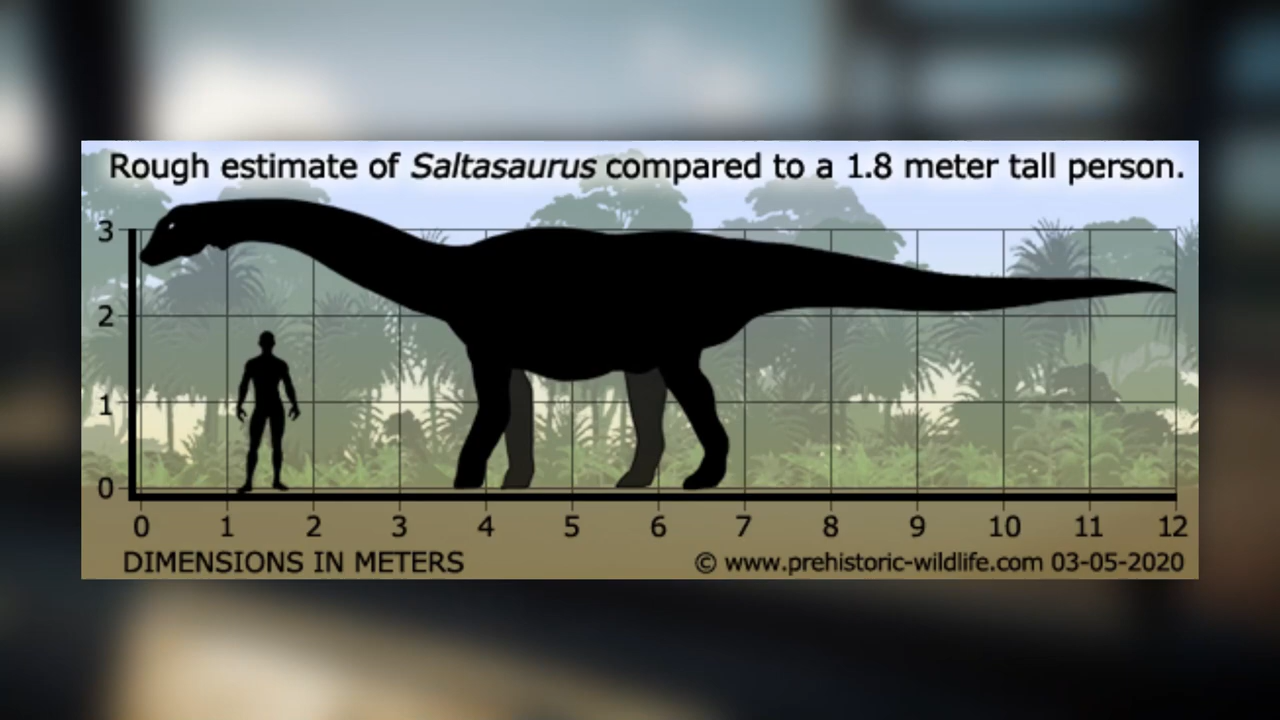 Rough estimate of Saltasaurus compared to a 1.8 meter tall person.
3
2
1
0
0 1 2 3 4 5 6 7 8 9 10 11 12
DIMENSIONS IN METERS © www.prehistoric-wildlife.com 03-05-2020